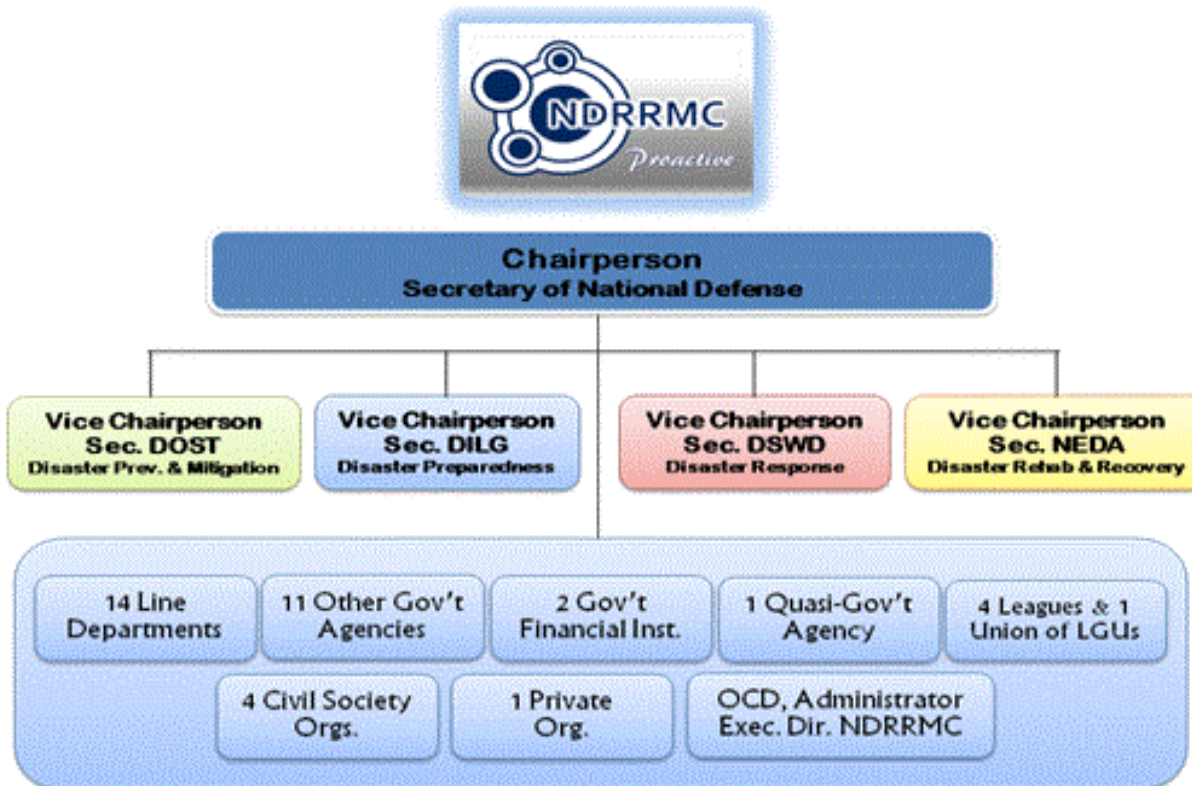 NDRRMC
Proactive
Chairperson
Secretary of National Defense
Vice Chairperson
Sec. DOST
Disaster Prev. & Mitigation
Vice Chairperson
Sec. DILG
Disaster Preparedness
Vice Chairperson
Sec. DSWD
Disaster Response
Vice Chairperson
Sec. NEDA
Disaster Rehab & Recovery
14 Line
Departments
11 Other Gov't
Agencies
2 Gov't
Financial Inst.
1 Quasi-Gov't
Agency
4 Leagues & 1
Union of LGUs
4 Civil Society
Orgs.
1 Private
Org.
OCD, Administrator
Exec. Dir. NDRRMC